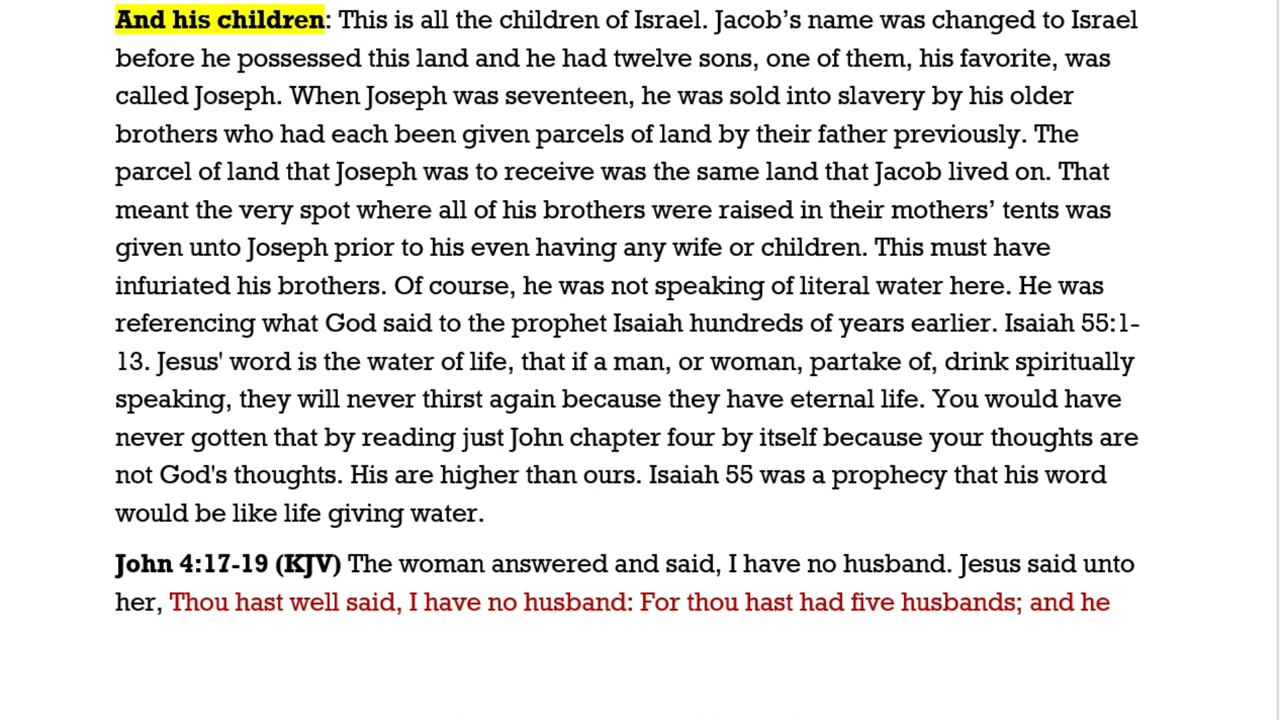 And his children: This is all the children of Israel. Jacob’s name was changed to Israel
before he possessed this land and he had twelve sons, one of them, his favorite, was
called Joseph. When Joseph was seventeen, he was sold into slavery by his older
brothers who had each been given parcels of land by their father previously. The
parcel of land that Joseph was to receive was the same land that Jacob lived on. That
meant the very spot where all of his brothers were raised in their mothers’ tents was
given unto Joseph prior to his even having any wife or children. This must have
infuriated his brothers. Of course, he was not speaking of literal water here. He was
referencing what God said to the prophet Isaiah hundreds of years earlier. Isaiah 55:1-
13. Jesus' word is the water of life, that if a man, or woman, partake of, drink spiritually
speaking, they will never thirst again because they have eternal life. You would have
never gotten that by reading just John chapter four by itself because your thoughts are
not God's thoughts. His are higher than ours. Isaiah 55 was a prophecy that his word
would be like life giving water.
John 4:17-19 (KJV) The woman answered and said, I have no husband. Jesus said unto
her, Thou hast well said, I have no husband: For thou hast had five husbands; and he